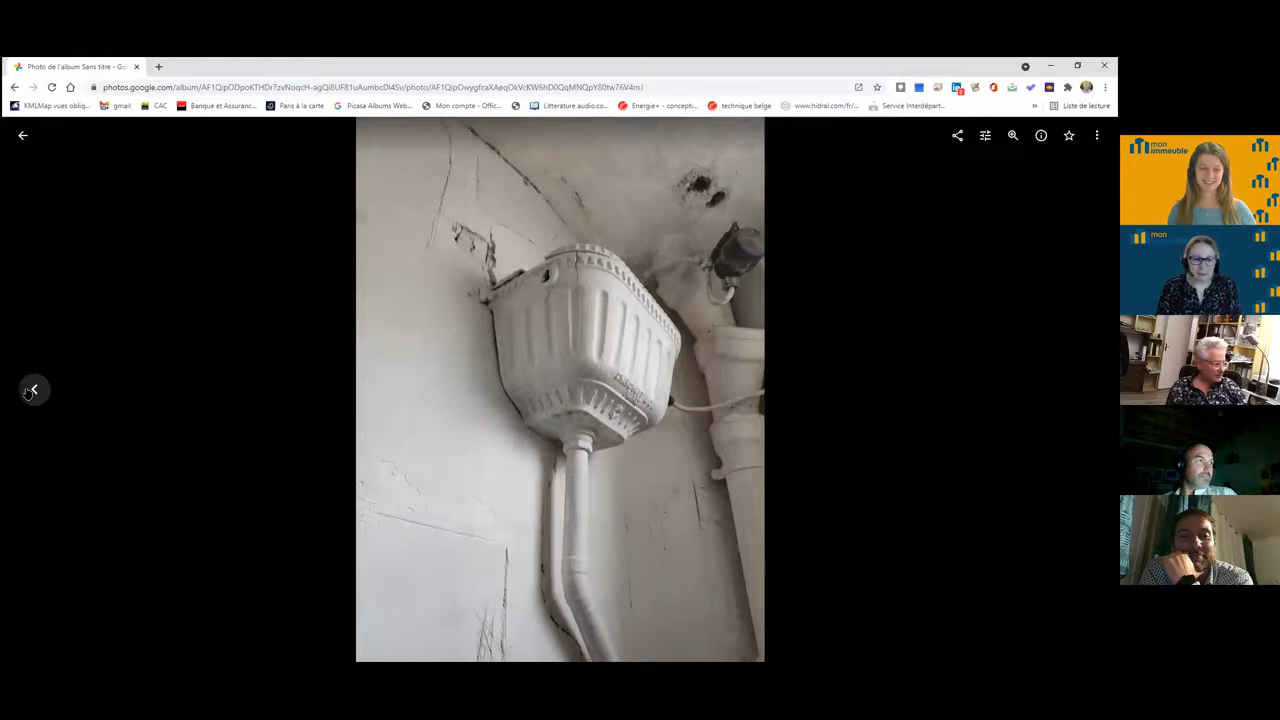 Photo de l'album Sans titre - Go
photos.google.com/album/AF1QipODpoKTHDr7zvNoqcH-agQi8UF81uAumbcDl4Sv/photo/AF1QipOwygfcaXAeqOkVcKW6hD0QqMNQpY80tw76V4mJ
KMLMap vues obliq...
gmail
CAC
Banque et Assuranc...
Paris à la carte
Picasa Albums Web...
Mon compte - Offic...
Litterature audio.co...
Energie+ - concepti...
technique belge
www.hidral.com/fr/...
Service Interdépart...
»
Liste de lecture
mon
immeuble
mon